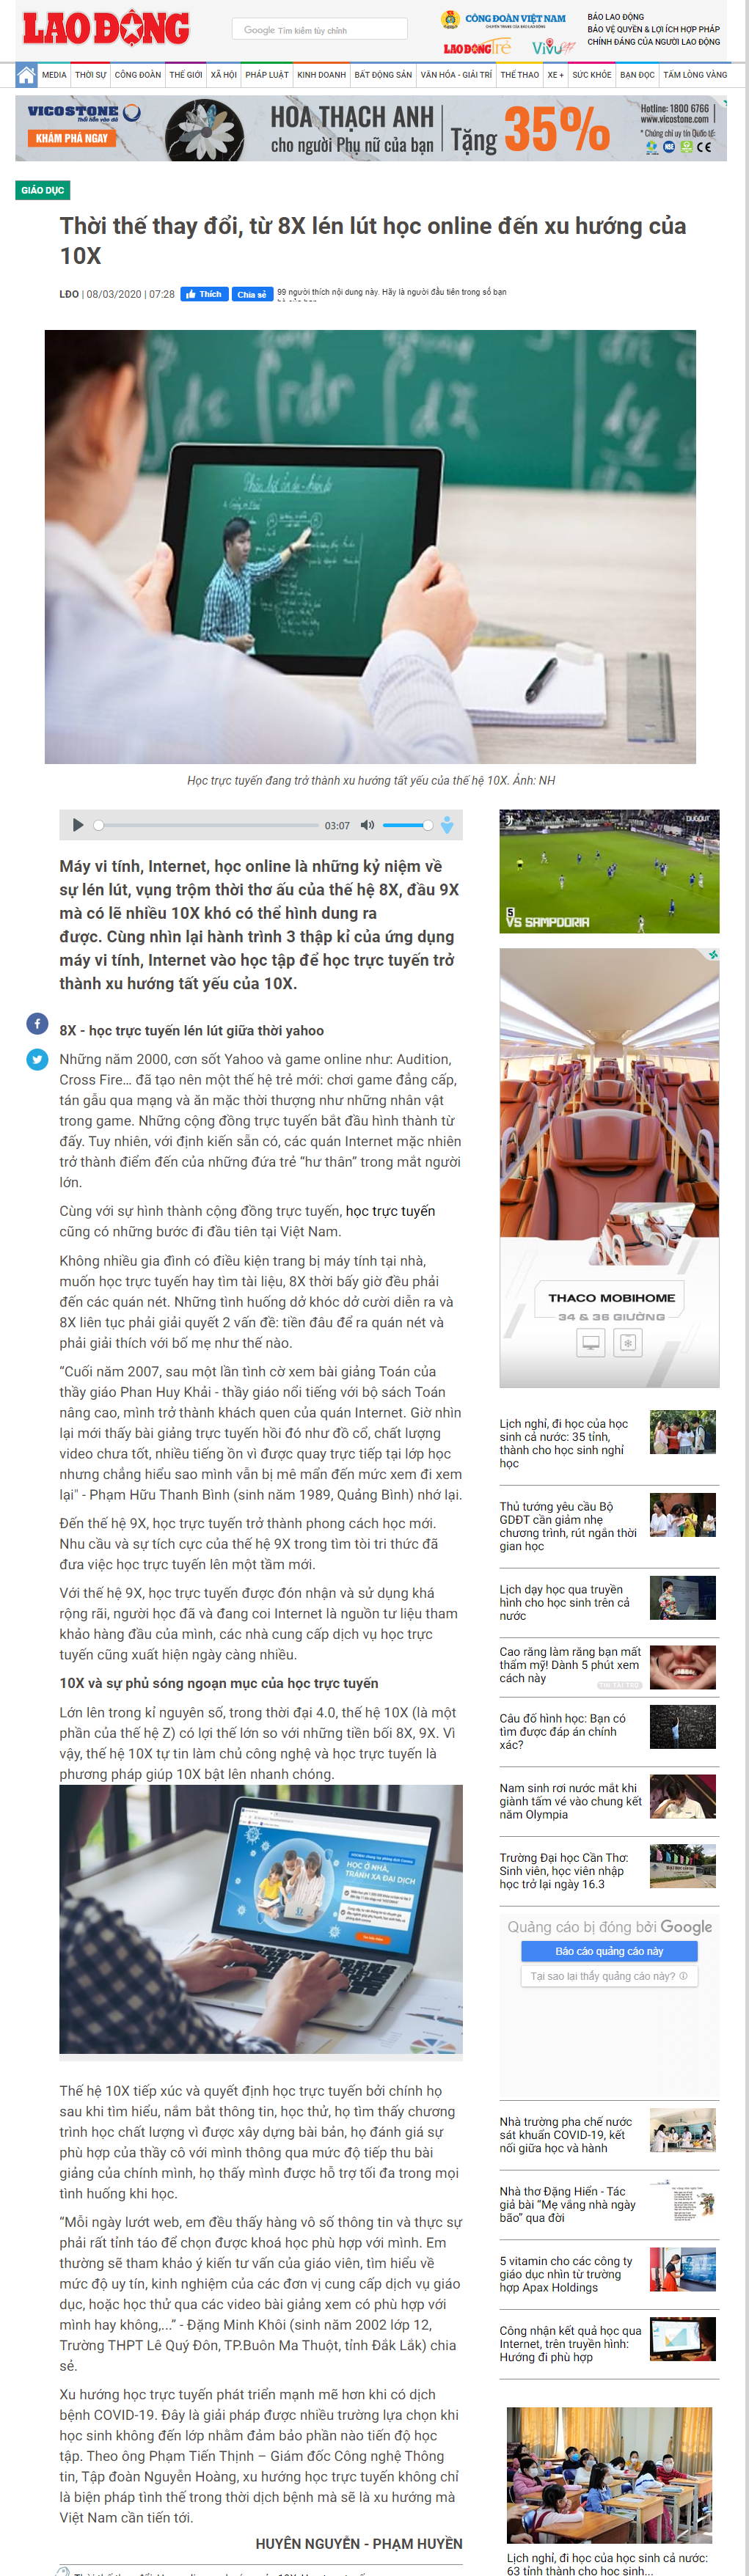 LAO ĐỘNG
Google Tìm kiếm tùy chỉnh
CÔNG ĐOÀN VIỆT NAM
BÁO LAO ĐỘNG
BẢO VỆ QUYỀN & LỢI ÍCH HỢP PHÁP
CHÍNH ĐÁNG CỦA NGƯỜI LAO ĐỘNG
MEDIA THỜI SỰ CÔNG ĐOÀN THẾ GIỚI XÃ HỘI PHÁP LUẬT KINH DOANH BẤT ĐỘNG SẢN VĂN HÓA - GIẢI TRÍ THỂ THAO XE + SỨC KHỎE BẠN ĐỌC TẤM LÒNG VÀNG
VICOSTONE
KHÁM PHÁ NGAY
HOA THẠCH ANH
cho người Phụ nữ của bạn
Tặng 35%
Hotline: 1800 6766
www.vicostone.com
* Chứng chỉ uy tín Quốc tế:
GIÁO DỤC
Thời thế thay đổi, từ 8X lén lút học online đến xu hướng của
10X
LĐO | 08/03/2020 | 07:28 Thích Chia sẻ 99 người thích nội dung này. Hãy là người đầu tiên trong số bạn
Học trực tuyến đang trở thành xu hướng tất yếu của thế hệ 10X. Ảnh: NH
03:07
Máy vi tính, Internet, học online là những kỷ niệm về
sự lén lút, vụng trộm thời thơ ấu của thế hệ 8X, đầu 9X
mà có lẽ nhiều 10X khó có thể hình dung ra
được. Cùng nhìn lại hành trình 3 thập kỉ của ứng dụng
máy vi tính, Internet vào học tập để học trực tuyến trở
thành xu hướng tất yếu của 10X.
8X - học trực tuyến lén lút giữa thời yahoo
Những năm 2000, cơn sốt Yahoo và game online như: Audition,
Cross Fire... đã tạo nên một thế hệ trẻ mới: chơi game đẳng cấp,
tán gẫu qua mạng và ăn mặc thời thượng như những nhân vật
trong game. Những cộng đồng trực tuyến bắt đầu hình thành từ
đấy. Tuy nhiên, với định kiến sẵn có, các quán Internet mặc nhiên
trở thành điểm đến của những đứa trẻ “hư thân” trong mắt người
lớn.
Cùng với sự hình thành cộng đồng trực tuyến, học trực tuyến
cũng có những bước đi đầu tiên tại Việt Nam.
Không nhiều gia đình có điều kiện trang bị máy tính tại nhà,
muốn học trực tuyến hay tìm tài liệu, 8X thời bấy giờ đều phải
đến các quán nét. Những tình huống dở khóc dở cười diễn ra và
8X liên tục phải giải quyết 2 vấn đề: tiền đâu để ra quán nét và
phải giải thích với bố mẹ như thế nào.
“Cuối năm 2007, sau một lần tình cờ xem bài giảng Toán của
thầy giáo Phan Huy Khải - thầy giáo nổi tiếng với bộ sách Toán
nâng cao, mình trở thành khách quen của quán Internet. Giờ nhìn
lại mới thấy bài giảng trực tuyến hồi đó như đồ cổ, chất lượng
video chưa tốt, nhiều tiếng ồn vì được quay trực tiếp tại lớp học
nhưng chẳng hiểu sao mình vẫn bị mê mẩn đến mức xem đi xem
lại" - Phạm Hữu Thanh Bình (sinh năm 1989, Quảng Bình) nhớ lại.
Đến thế hệ 9X, học trực tuyến trở thành phong cách học mới.
Nhu cầu và sự tích cực của thế hệ 9X trong tìm tòi tri thức đã
đưa việc học trực tuyến lên một tầm mới.
Với thế hệ 9X, học trực tuyến được đón nhận và sử dụng khá
rộng rãi, người học đã và đang coi Internet là nguồn tư liệu tham
khảo hàng đầu của mình, các nhà cung cấp dịch vụ học trực
tuyến cũng xuất hiện ngày càng nhiều.
10X và sự phủ sóng ngoạn mục của học trực tuyến
Lớn lên trong kỉ nguyên số, trong thời đại 4.0, thế hệ 10X (là một
phần của thế hệ Z) có lợi thế lớn so với những tiền bối 8X, 9X. Vì
vậy, thế hệ 10X tự tin làm chủ công nghệ và học trực tuyến là
phương pháp giúp 10X bật lên nhanh chóng.
HỌC Ở NHÀ,
TRÁNH XA ĐẠI DỊCH
Thế hệ 10X tiếp xúc và quyết định học trực tuyến bởi chính họ
sau khi tìm hiểu, nắm bắt thông tin, học thử, họ tìm thấy chương
trình học chất lượng vì được xây dựng bài bản, họ đánh giá sự
phù hợp của thầy cô với mình thông qua mức độ tiếp thu bài
giảng của chính mình, họ thấy mình được hỗ trợ tối đa trong mọi
tình huống khi học.
“Mỗi ngày lướt web, em đều thấy hàng vô số thông tin và thực sự
phải rất tỉnh táo để chọn được khoá học phù hợp với mình. Em
thường sẽ tham khảo ý kiến tư vấn của giáo viên, tìm hiểu về
mức độ uy tín, kinh nghiệm của các đơn vị cung cấp dịch vụ giáo
dục, hoặc học thử qua các video bài giảng xem có phù hợp với
mình hay không,...” - Đặng Minh Khôi (sinh năm 2002 lớp 12,
Trường THPT Lê Quý Đôn, TP.Buôn Ma Thuột, tỉnh Đắk Lắk) chia
sẻ.
Xu hướng học trực tuyến phát triển mạnh mẽ hơn khi có dịch
bệnh COVID-19. Đây là giải pháp được nhiều trường lựa chọn khi
học sinh không đến lớp nhằm đảm bảo phần nào tiến độ học
tập. Theo ông Phạm Tiến Thịnh – Giám đốc Công nghệ Thông
tin, Tập đoàn Nguyễn Hoàng, xu hướng học trực tuyến không chỉ
là biện pháp tình thế trong thời dịch bệnh mà sẽ là xu hướng mà
Việt Nam cần tiến tới.
HUYÊN NGUYỄN - PHẠM HUYỀN
DUGOUT
5
VS SAMPDORIA
THACO MOBIHOME
34 & 36 GIƯỜNG
Lịch nghỉ, đi học của học
sinh cả nước: 35 tỉnh,
thành cho học sinh nghỉ
học
Thủ tướng yêu cầu Bộ
GDĐT cần giảm nhẹ
chương trình, rút ngắn thời
gian học
Lịch dạy học qua truyền
hình cho học sinh trên cả
nước
Cao răng làm răng bạn mất
thẩm mỹ! Dành 5 phút xem
cách này
TIN TÀI TRỢ
Câu đố hình học: Bạn có
tìm được đáp án chính
xác?
Nam sinh rơi nước mắt khi
giành tấm vé vào chung kết
năm Olympia
Trường Đại học Cần Thơ:
Sinh viên, học viên nhập
học trở lại ngày 16.3
Quảng cáo bị đóng bởi Google
Báo cáo quảng cáo này
Tại sao lại thấy quảng cáo này?
Nhà trường pha chế nước
sát khuẩn COVID-19, kết
nối giữa học và hành
Nhà thơ Đặng Hiển - Tác
giả bài “Mẹ vắng nhà ngày
bão” qua đời
5 vitamin cho các công ty
giáo dục nhìn từ trường
hợp Apax Holdings
Công nhận kết quả học qua
Internet, trên truyền hình:
Hướng đi phù hợp
Lịch nghỉ, đi học của học sinh cả nước:
63 tỉnh thành cho học sinh...